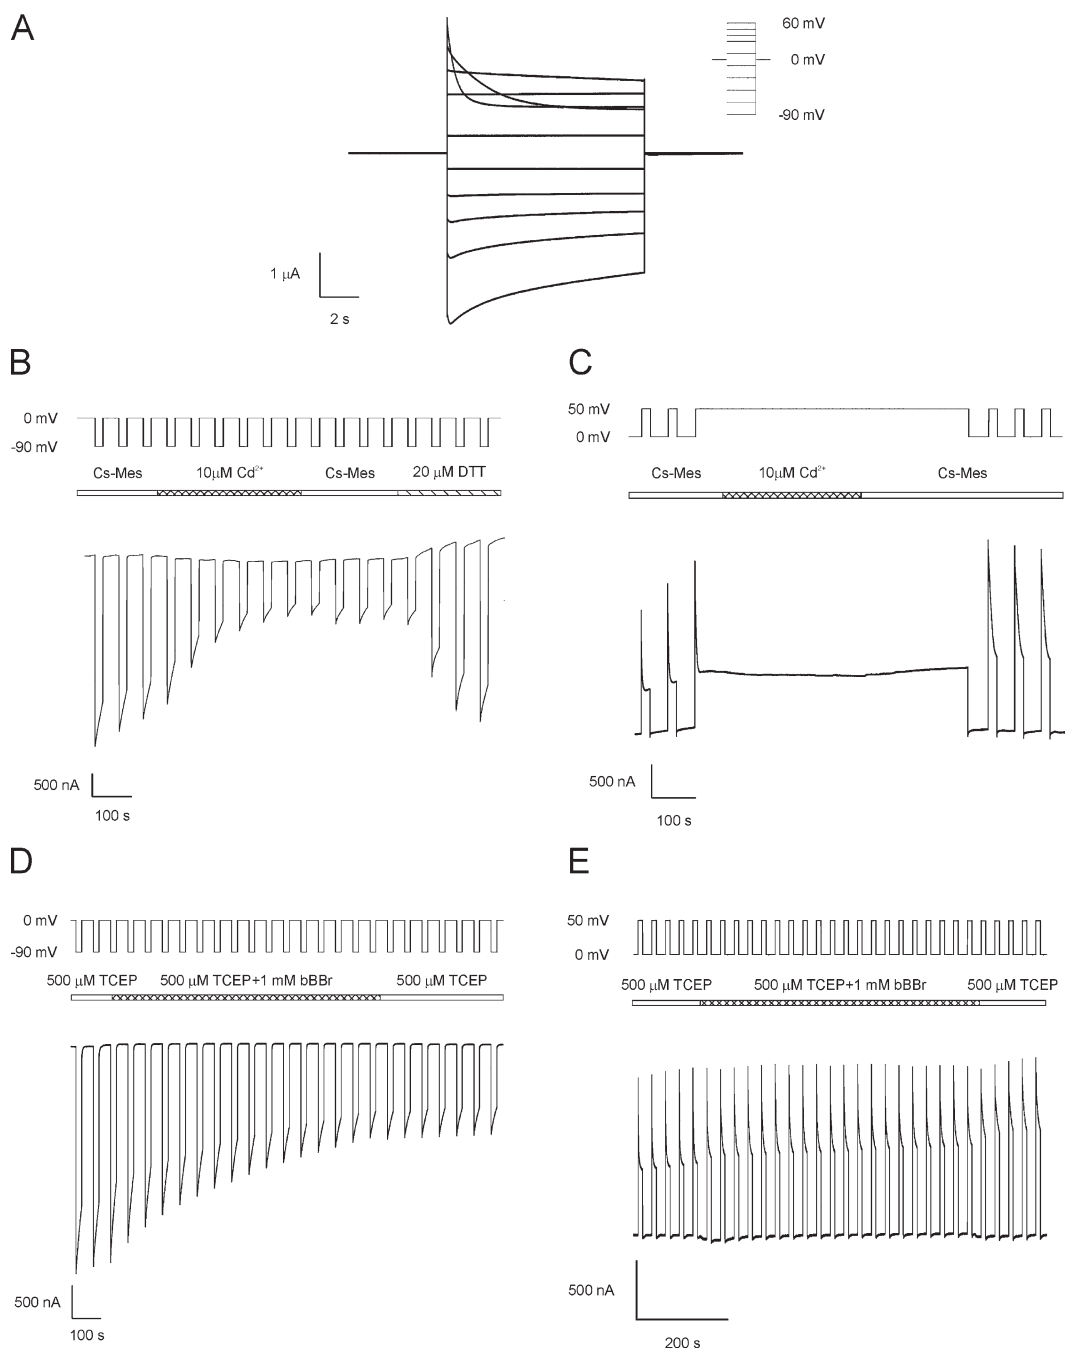 A
60 mV
0 mV
-90 mV
1 μA
2 s
B
0 mV
-90 mV
Cs-Mes 10μM Cd²⁺ Cs-Mes 20 μM DTT
500 nA
100 s
C
50 mV
0 mV
Cs-Mes 10μM Cd²⁺ Cs-Mes
500 nA
100 s
D
0 mV
-90 mV
500 μM TCEP 500 μM TCEP+1 mM bBBr 500 μM TCEP
500 nA
100 s
E
50 mV
0 mV
500 μM TCEP 500 μM TCEP+1 mM bBBr 500 μM TCEP
500 nA
200 s